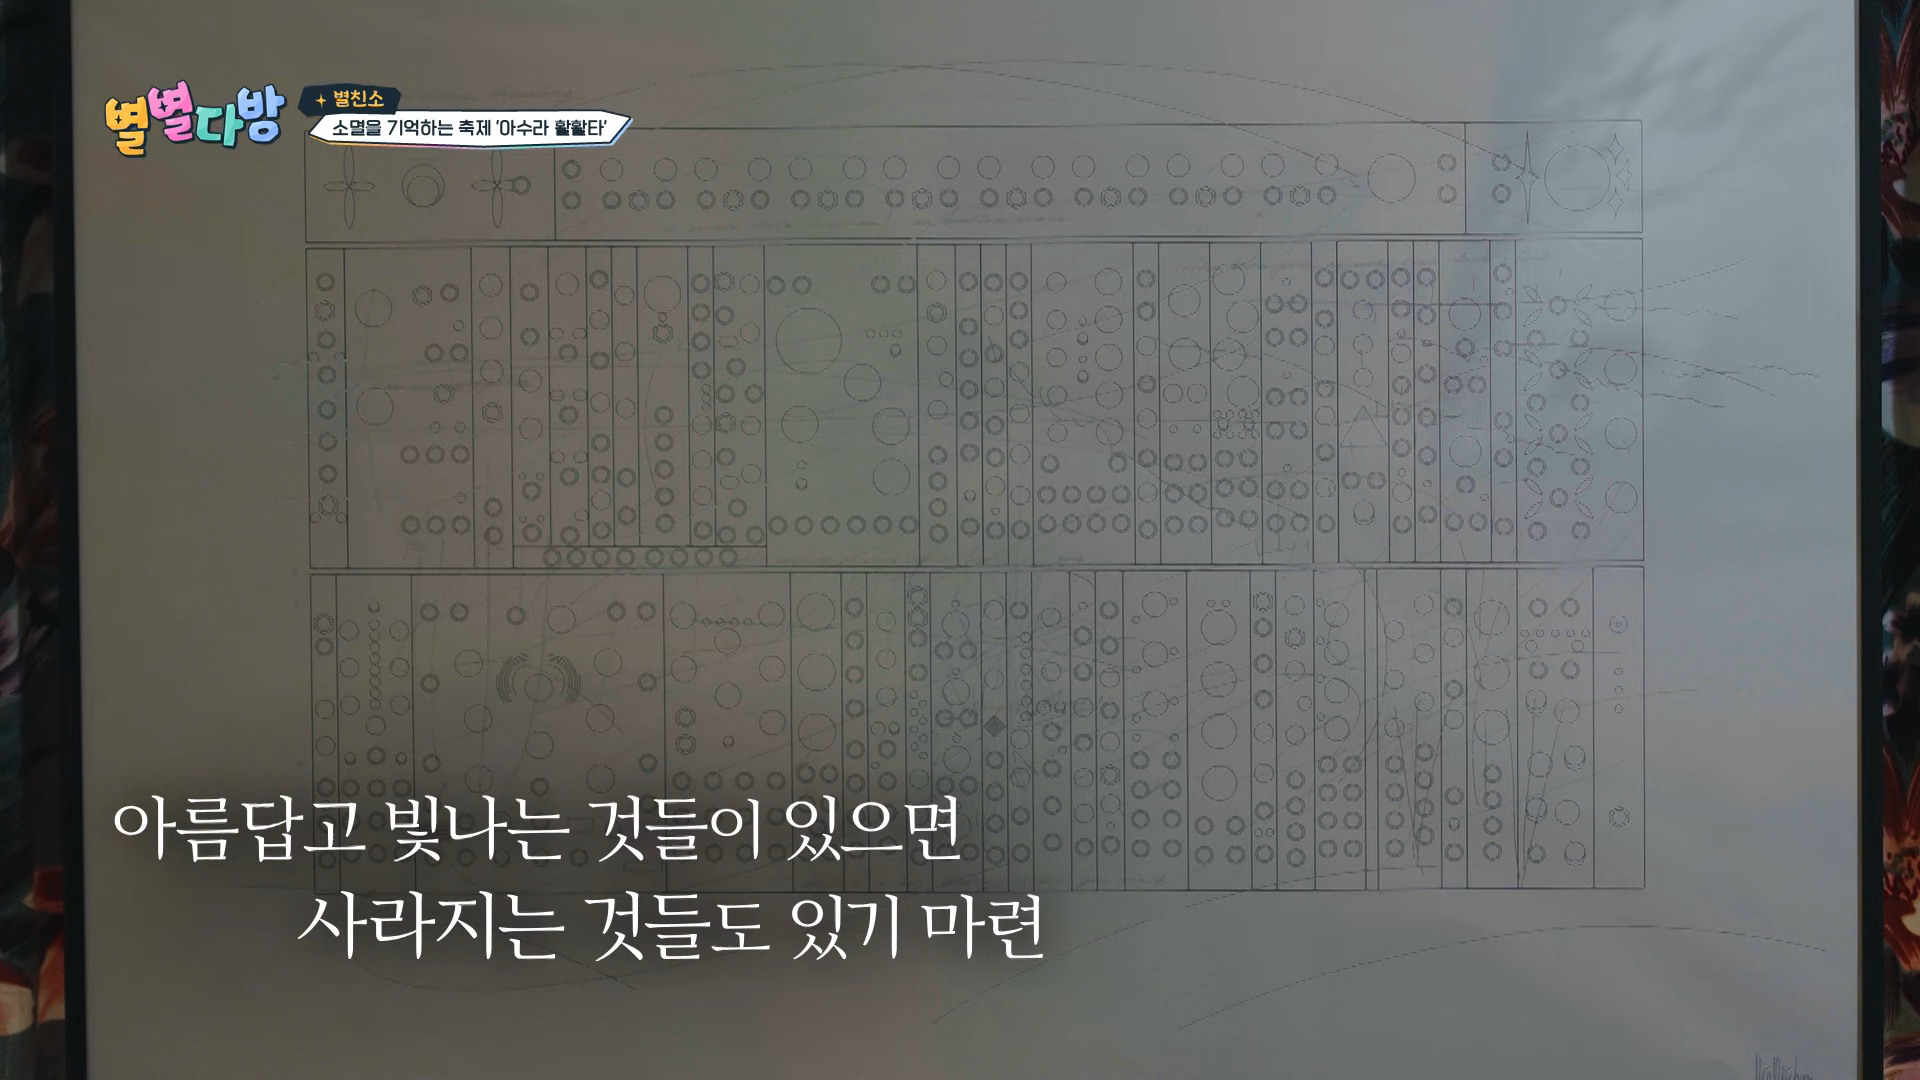 별별다방
별친소
소멸을 기억하는 축제 '아수라 활활타'
아름답고 빛나는 것들이 있으면
사라지는 것들도 있기 마련